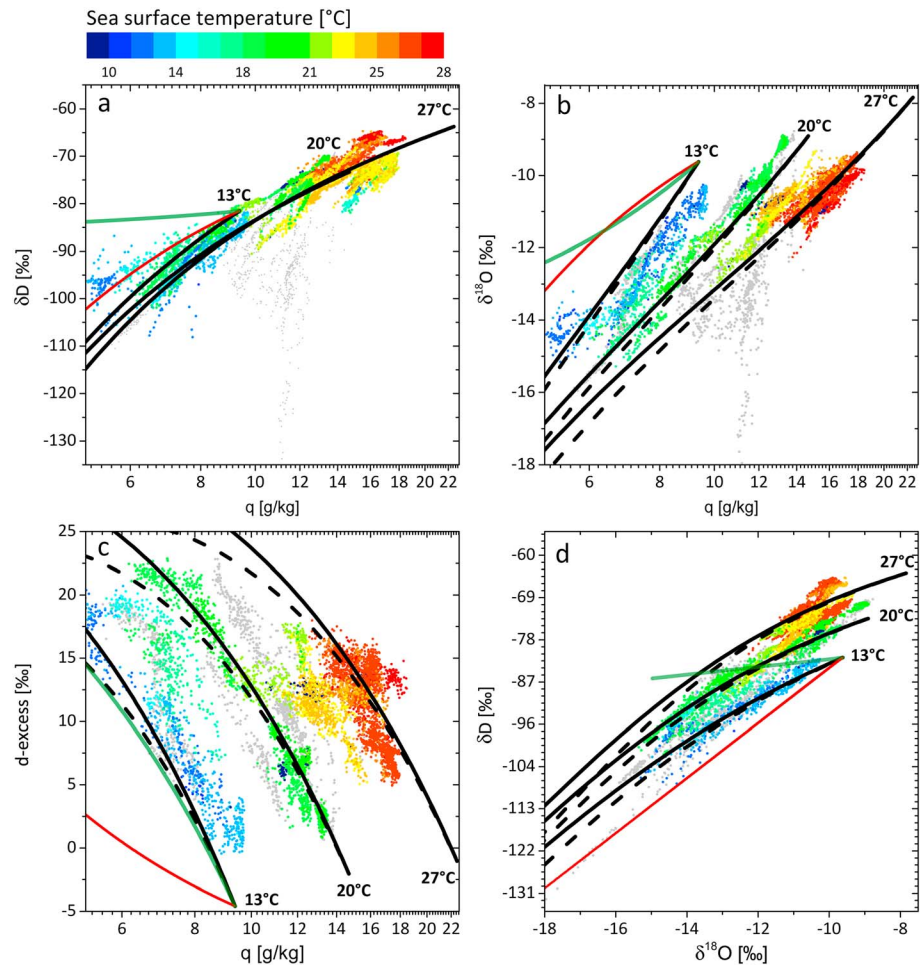 Sea surface temperature [°C]
10 14 21 25 28
a
-60
-70
-80
-90
-100
-110
-120
-130
δD [‰]
13°C
20°C
27°C
6 8 10 12 14 16 18 20 22
q [g/kg]
b
-8
-10
-12
-14
-16
-18
δ18O [‰]
13°C
20°C
27°C
6 8 10 12 14 16 18 20 22
q [g/kg]
c
25
20
15
10
5
0
-5
d-excess [‰]
13°C
20°C
27°C
6 8 10 12 14 16 18 20 22
q [g/kg]
d
-60
-69
-78
-87
-96
-104
-113
-122
-131
δD [‰]
27°C
20°C
13°C
-18 -16 -14 -12 -10 -8
δ18O [‰]